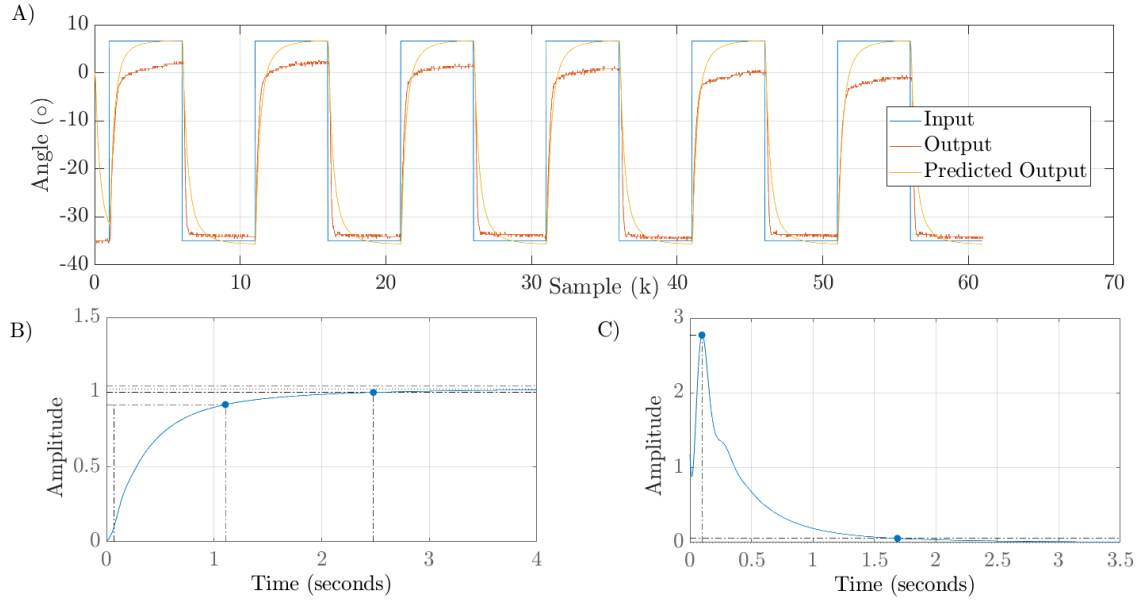 A)
10
0
-10
-20
-30
-40
Angle (○)
0
10
20
30
40
50
60
70
Sample (k)
Input
Output
Predicted Output
B)
1.5
1
0.5
0
Amplitude
0
1
2
3
4
Time (seconds)
C)
3
2
1
0
Amplitude
0
0.5
1
1.5
2
2.5
3
3.5
Time (seconds)